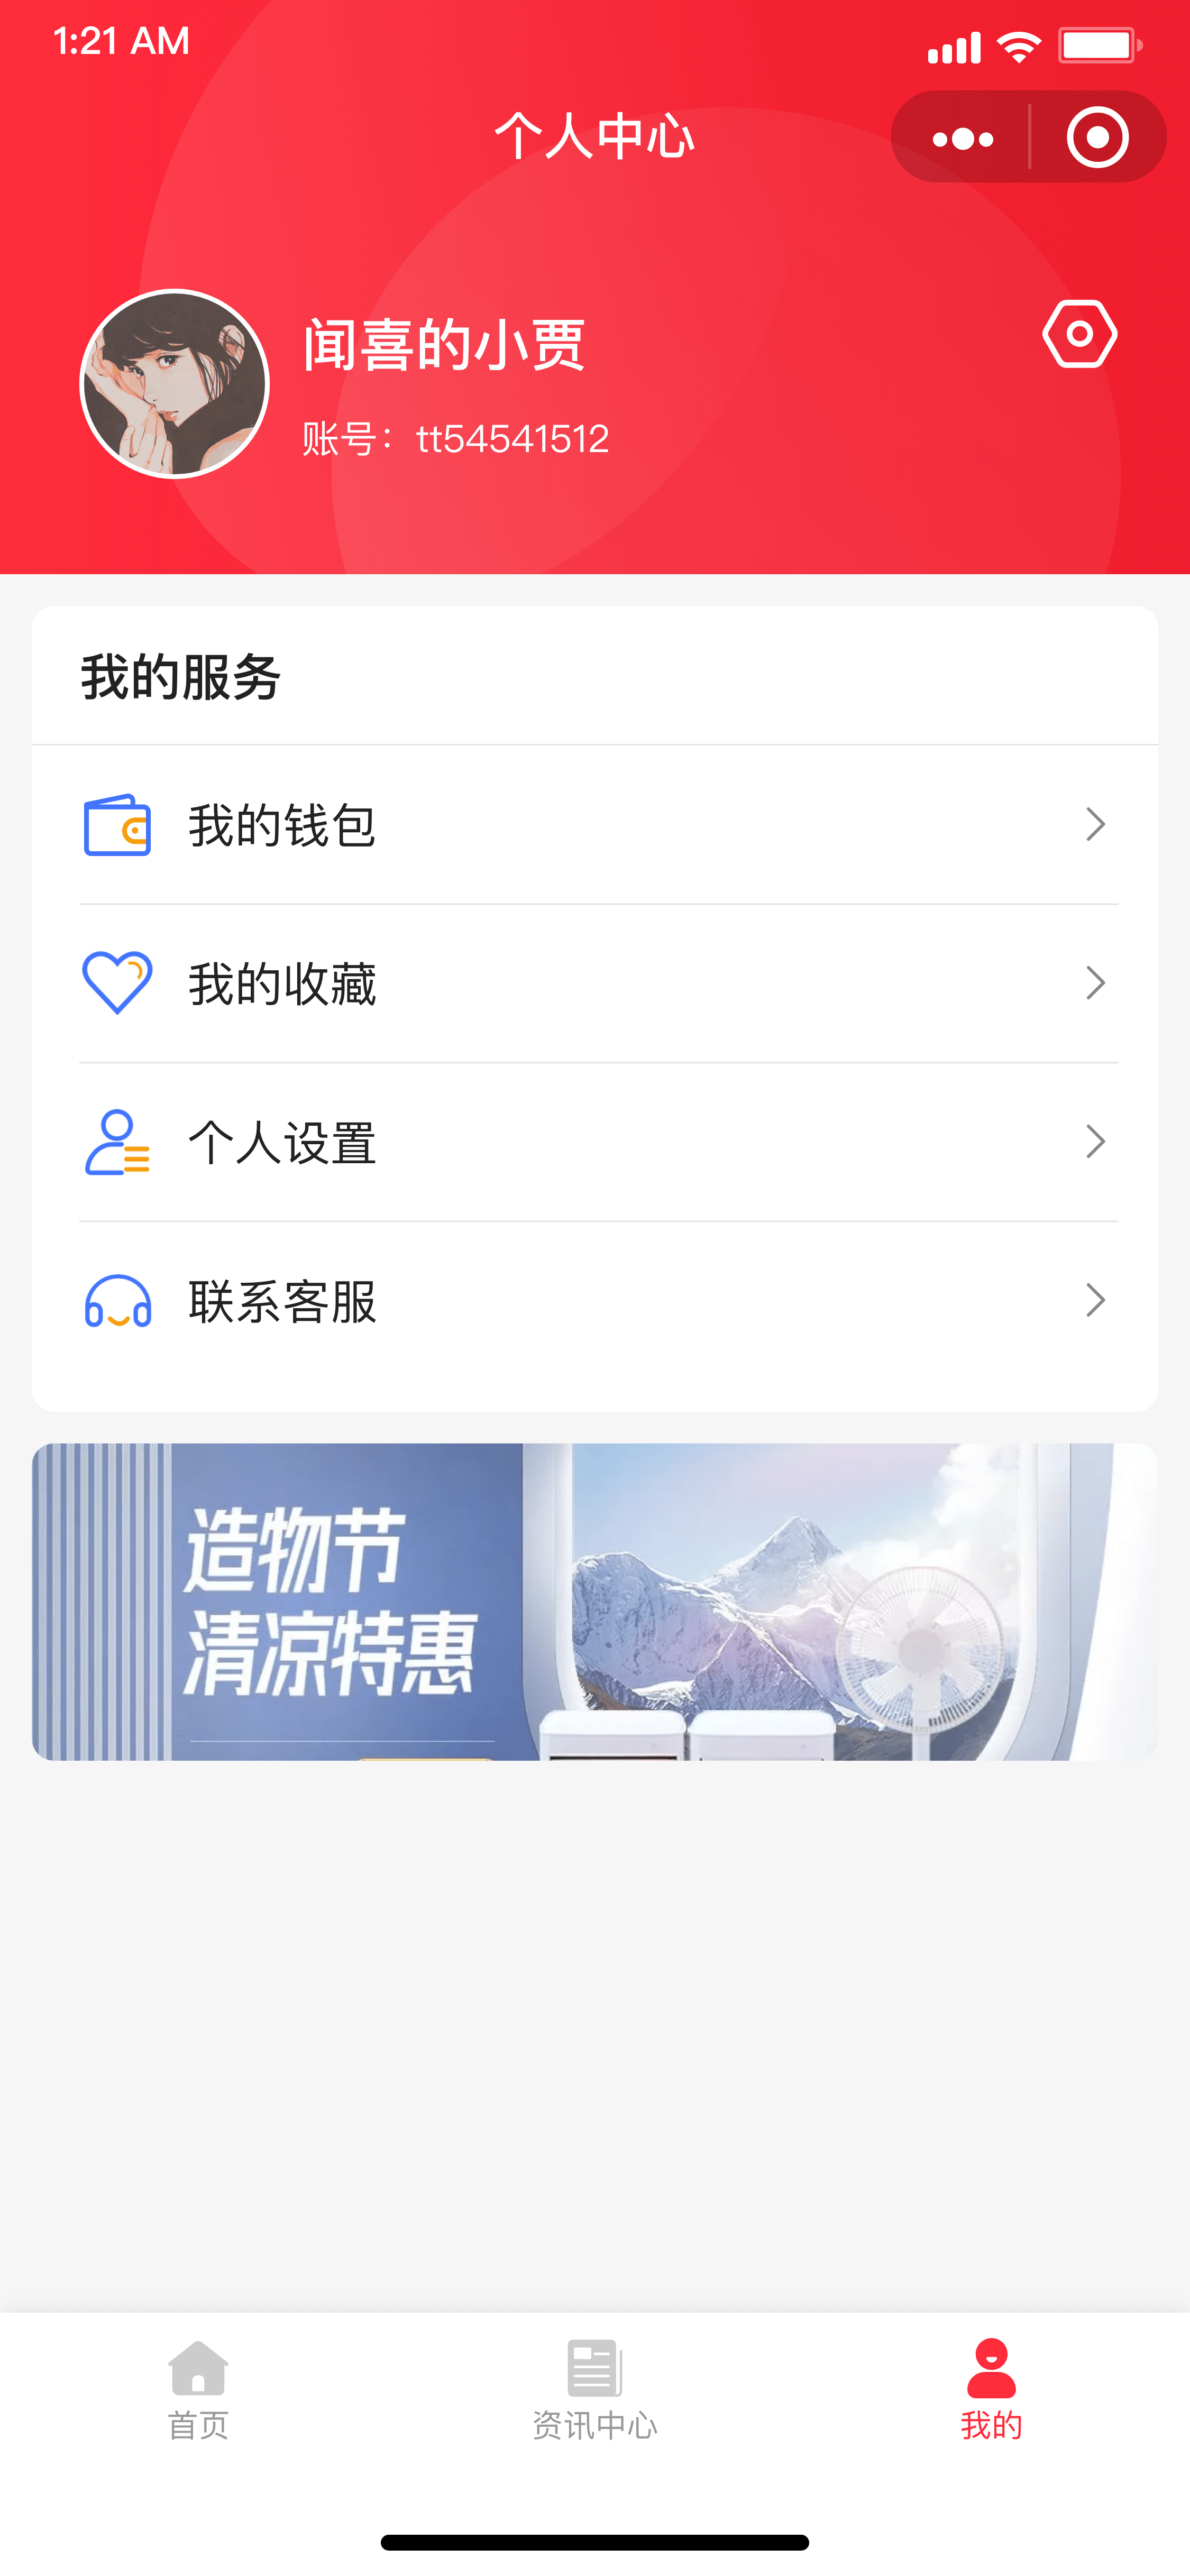 1:21 AM
个人中心
闻喜的小贾
账号：tt54541512
我的服务
我的钱包
我的收藏
个人设置
联系客服
造物节
清凉特惠
首页
资讯中心
我的